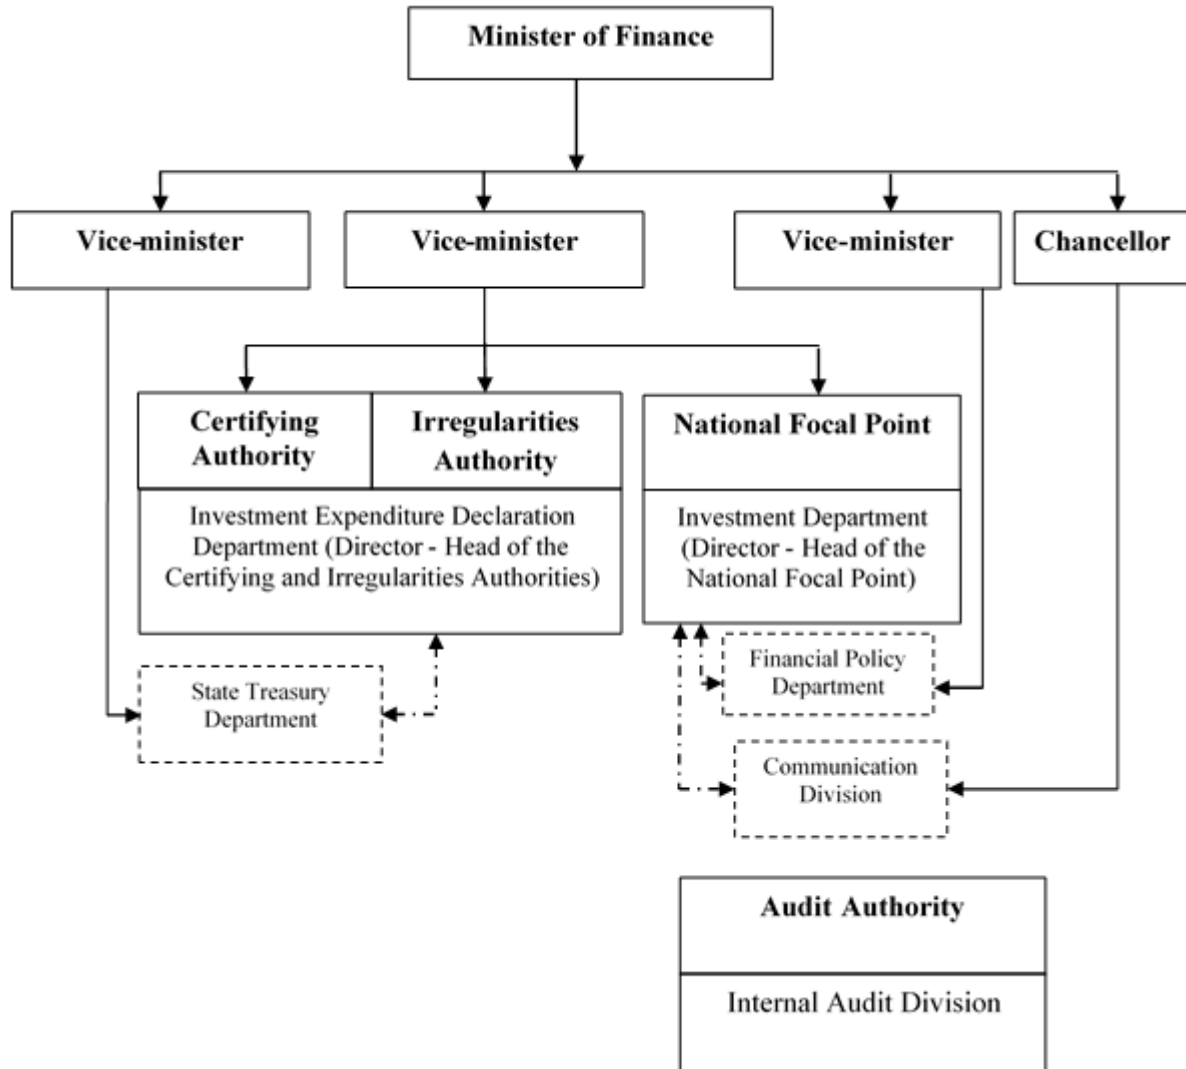 Minister of Finance
Vice-minister
Vice-minister
Vice-minister
Chancellor
Certifying
Authority
Irregularities
Authority
National Focal Point
Investment Expenditure Declaration
Department (Director - Head of the
Certifying and Irregularities Authorities)
Investment Department
(Director - Head of the
National Focal Point)
State Treasury
Department
Financial Policy
Department
Communication
Division
Audit Authority
Internal Audit Division